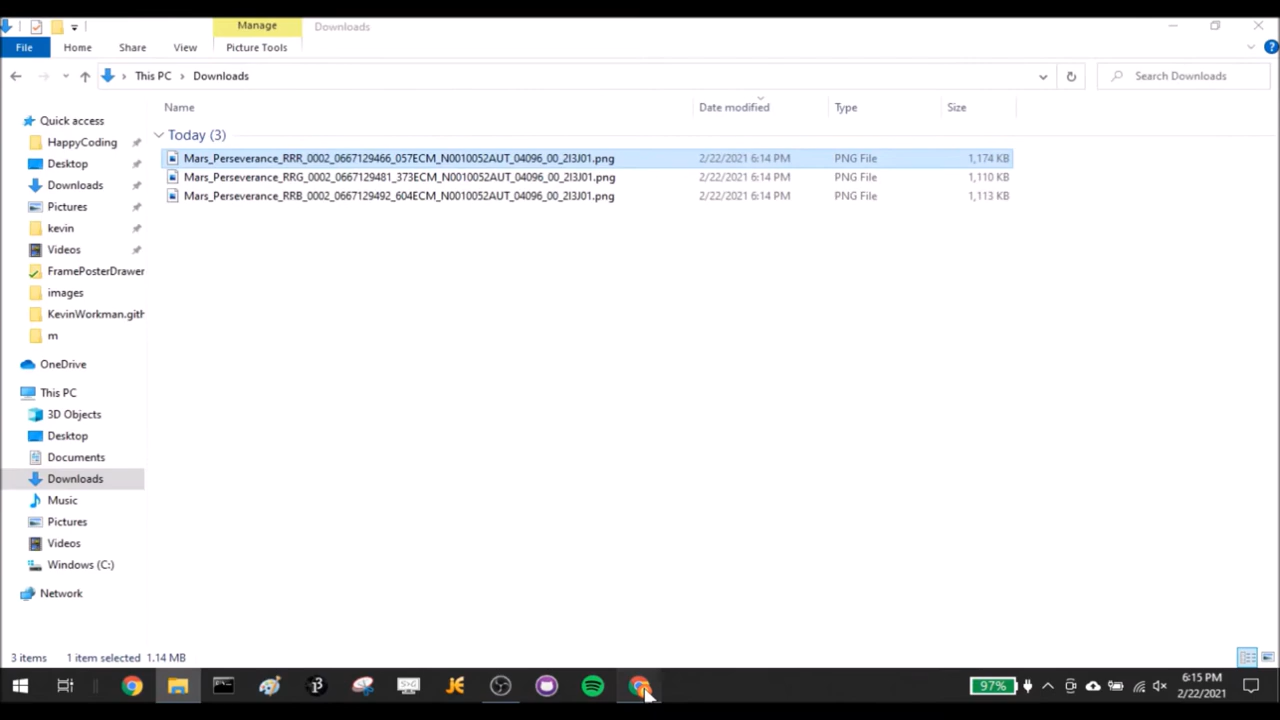 Manage
Downloads
File
Home
Share
View
Picture Tools
This PC
Downloads
Search Downloads
Name
Date modified
Type
Size
Today (3)
Mars_Perseverance_RRR_0002_0667129466_057ECM_N0010052AUT_04096_00_2I3J01.png 2/22/2021 6:14 PM PNG File 1,174 KB
Mars_Perseverance_RRG_0002_0667129481_373ECM_N0010052AUT_04096_00_2I3J01.png 2/22/2021 6:14 PM PNG File 1,110 KB
Mars_Perseverance_RRB_0002_0667129492_604ECM_N0010052AUT_04096_00_2I3J01.png 2/22/2021 6:14 PM PNG File 1,113 KB
Quick access
HappyCoding
Desktop
Downloads
Pictures
kevin
Videos
FramePosterDrawer
images
KevinWorkman.gith
m
OneDrive
This PC
3D Objects
Desktop
Documents
Downloads
Music
Pictures
Videos
Windows (C:)
Network
3 items 1 item selected 1.14 MB
97%
6:15 PM
2/22/2021